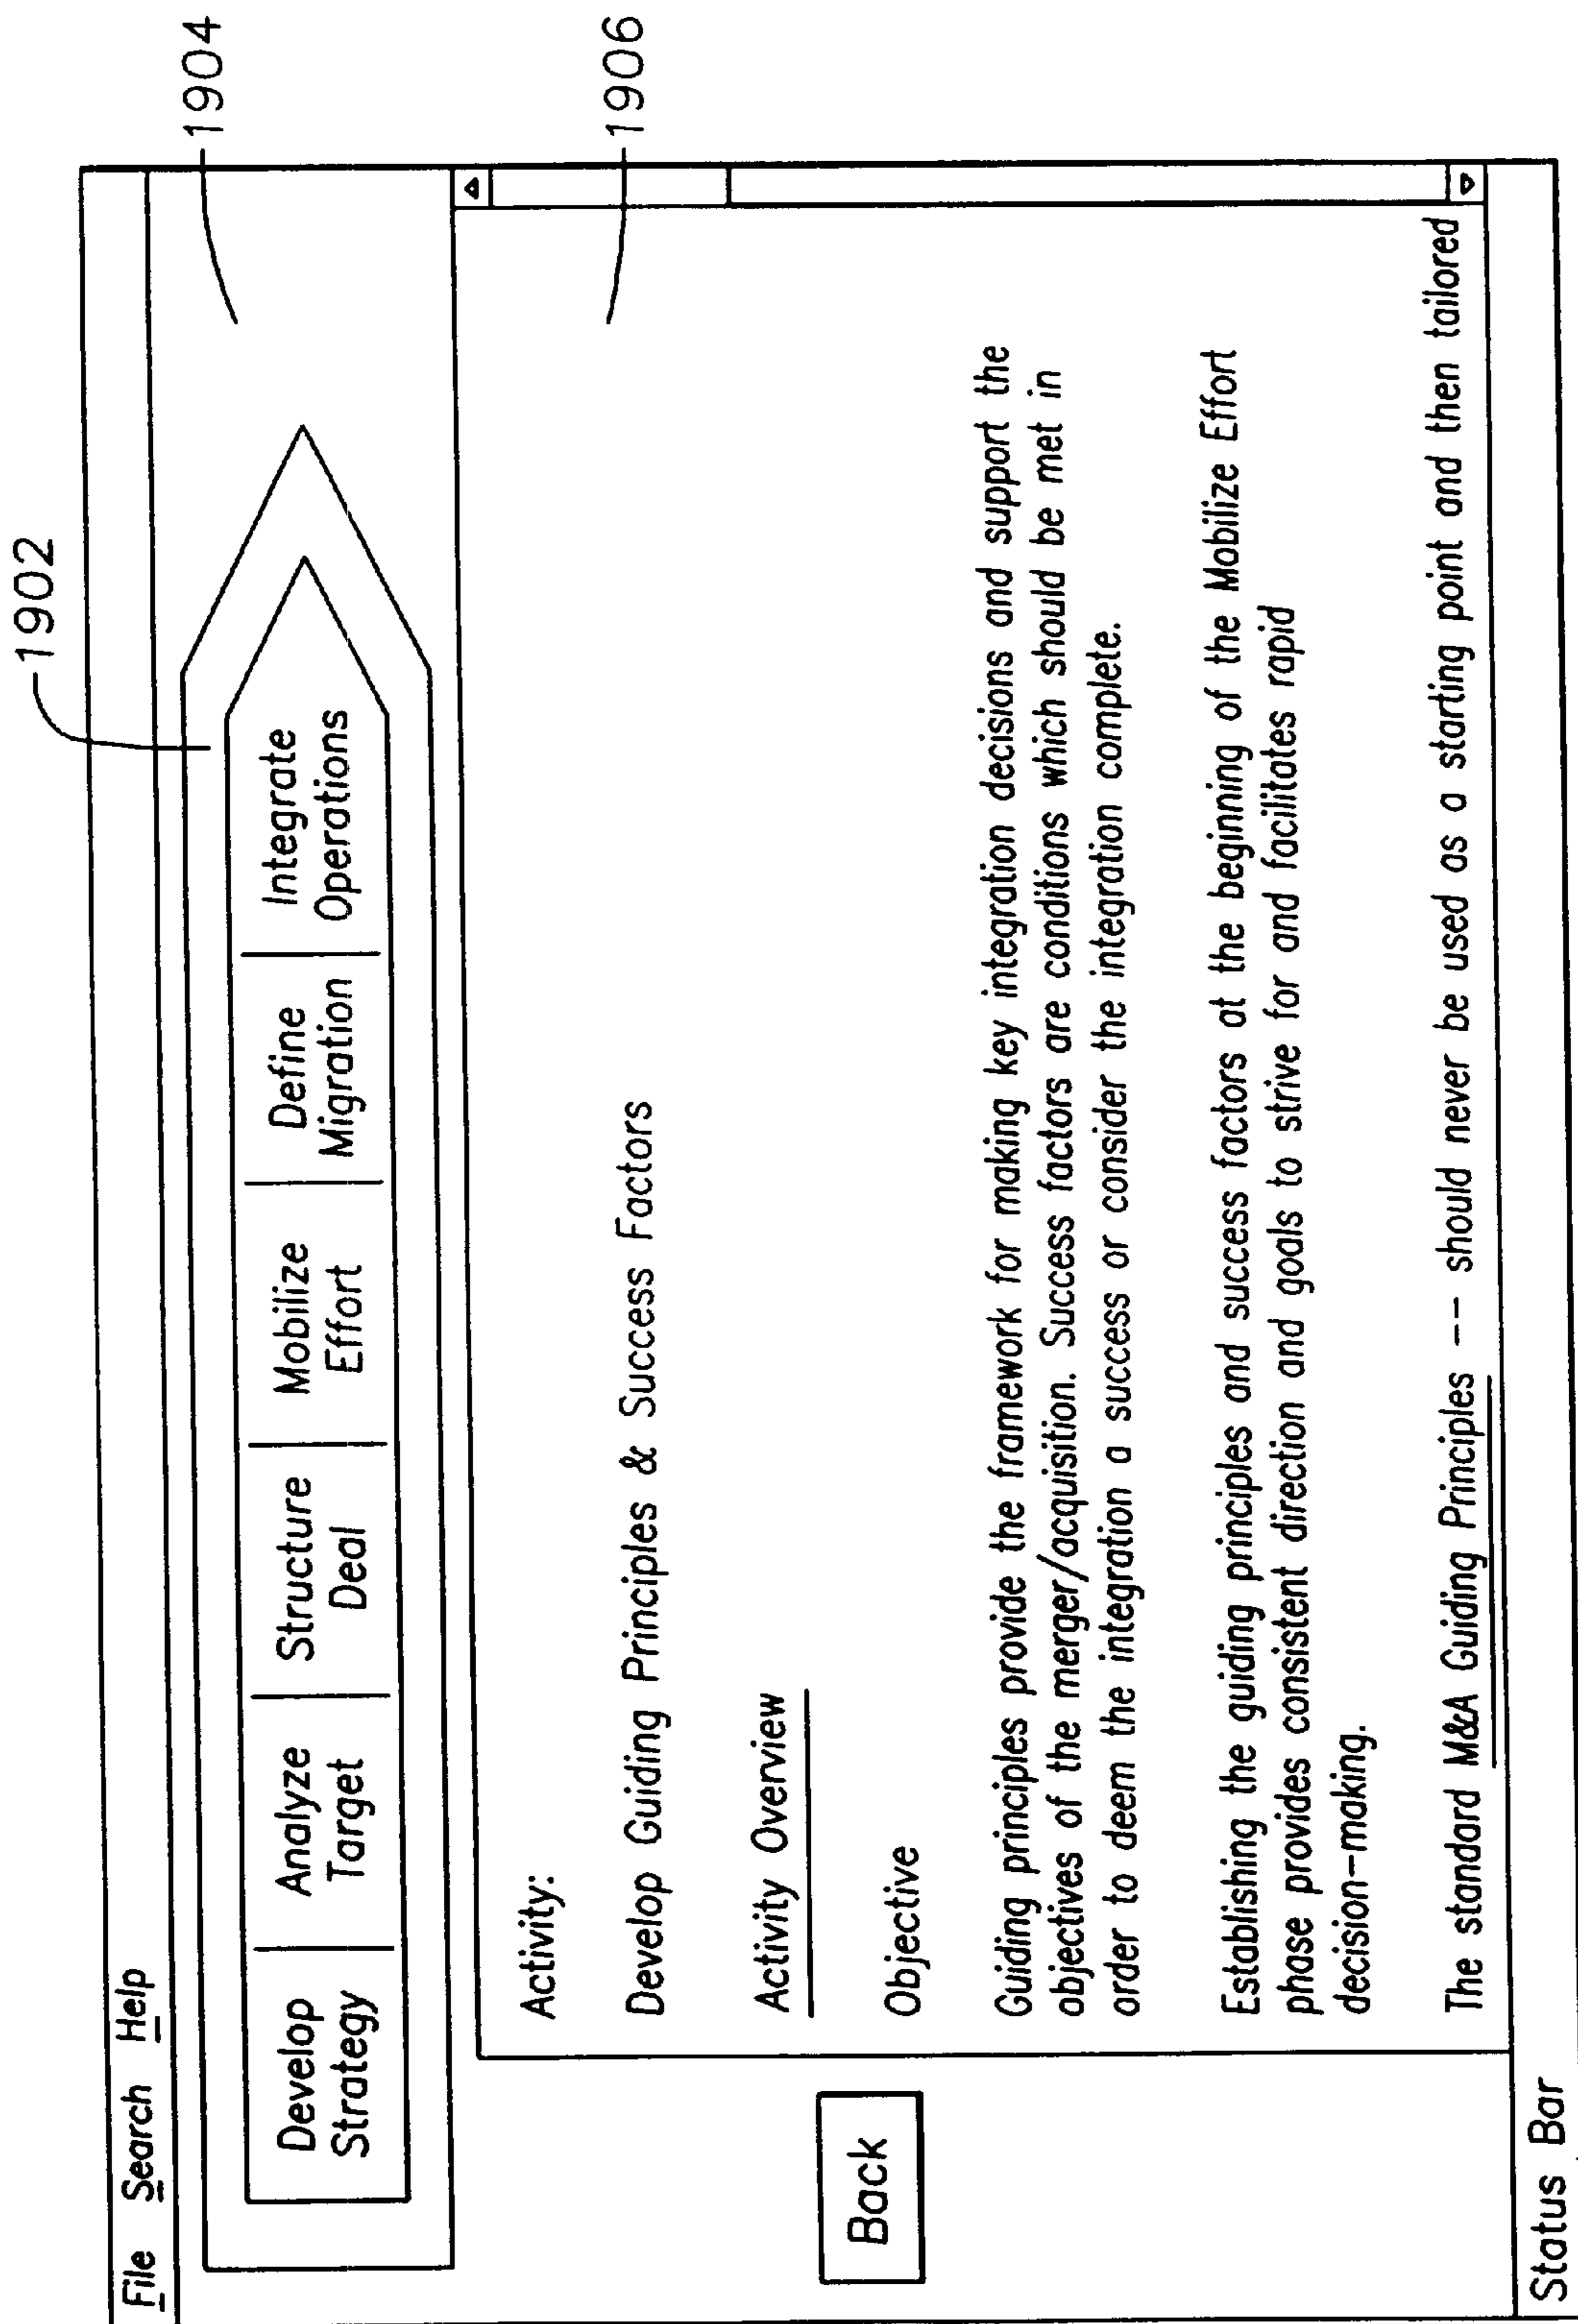 1902
1904
1906
File Search Help
Develop Strategy
Analyze Target
Structure Deal
Mobilize Effort
Define Migration
Integrate Operations
Activity:
Develop Guiding Principles & Success Factors
Activity Overview
Objective
Guiding principles provide the framework for making key integration decisions and support the
objectives of the merger/acquisition. Success factors are conditions which should be met in
order to deem the integration a success or consider the integration complete.
Establishing the guiding principles and success factors at the beginning of the Mobilize Effort
phase provides consistent direction and goals to strive for and facilitates rapid
decision-making.
The standard M&A Guiding Principles -- should never be used as a starting point and then tailored
Back
Status Bar